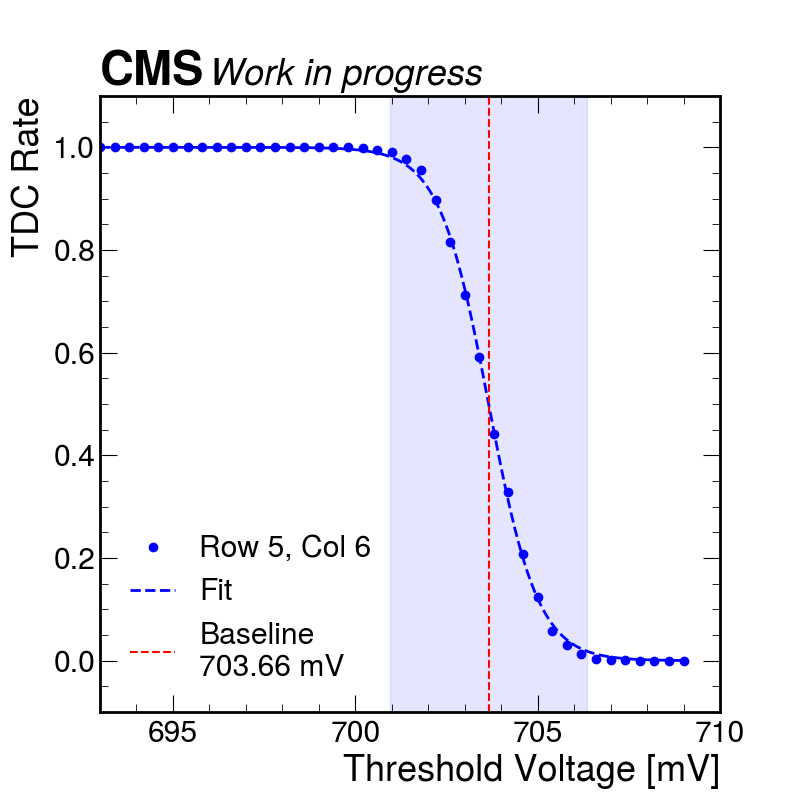 CMS Work in progress
TDC Rate
1.0
0.8
0.6
0.4
0.2
0.0
Row 5, Col 6
Fit
Baseline
703.66 mV
695 700 705 710
Threshold Voltage [mV]